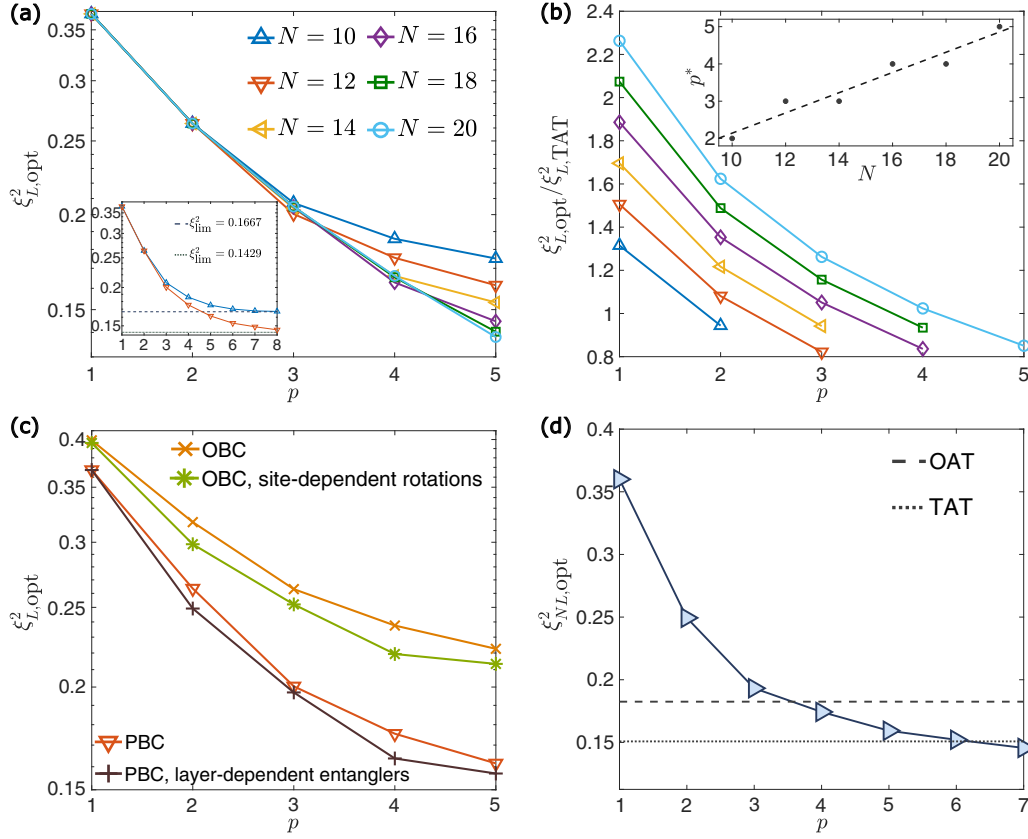 (a)
0.35
0.3
0.25
0.2
0.15
ξ²_{L,opt}
N = 10
N = 16
N = 12
N = 18
N = 14
N = 20
0.35
0.3
0.25
0.2
0.15
ξ²_lim = 0.1667
ξ²_lim = 0.1429
1 2 3 4 5 6 7 8
1 2 3 4 5
p
(b)
2.4
2.2
2
1.8
1.6
1.4
1.2
1
0.8
ξ²_{L,opt}/ξ²_{L,TAT}
5
4
3
2
p*
10 12 14 16 18 20
N
1 2 3 4 5
p
(c)
0.4
0.35
0.3
0.25
0.2
0.15
ξ²_{L,opt}
OBC
OBC, site-dependent rotations
PBC
PBC, layer-dependent entanglers
1 2 3 4 5
p
(d)
0.4
0.35
0.3
0.25
0.2
0.15
ξ²_{NL,opt}
OAT
TAT
1 2 3 4 5 6 7
p